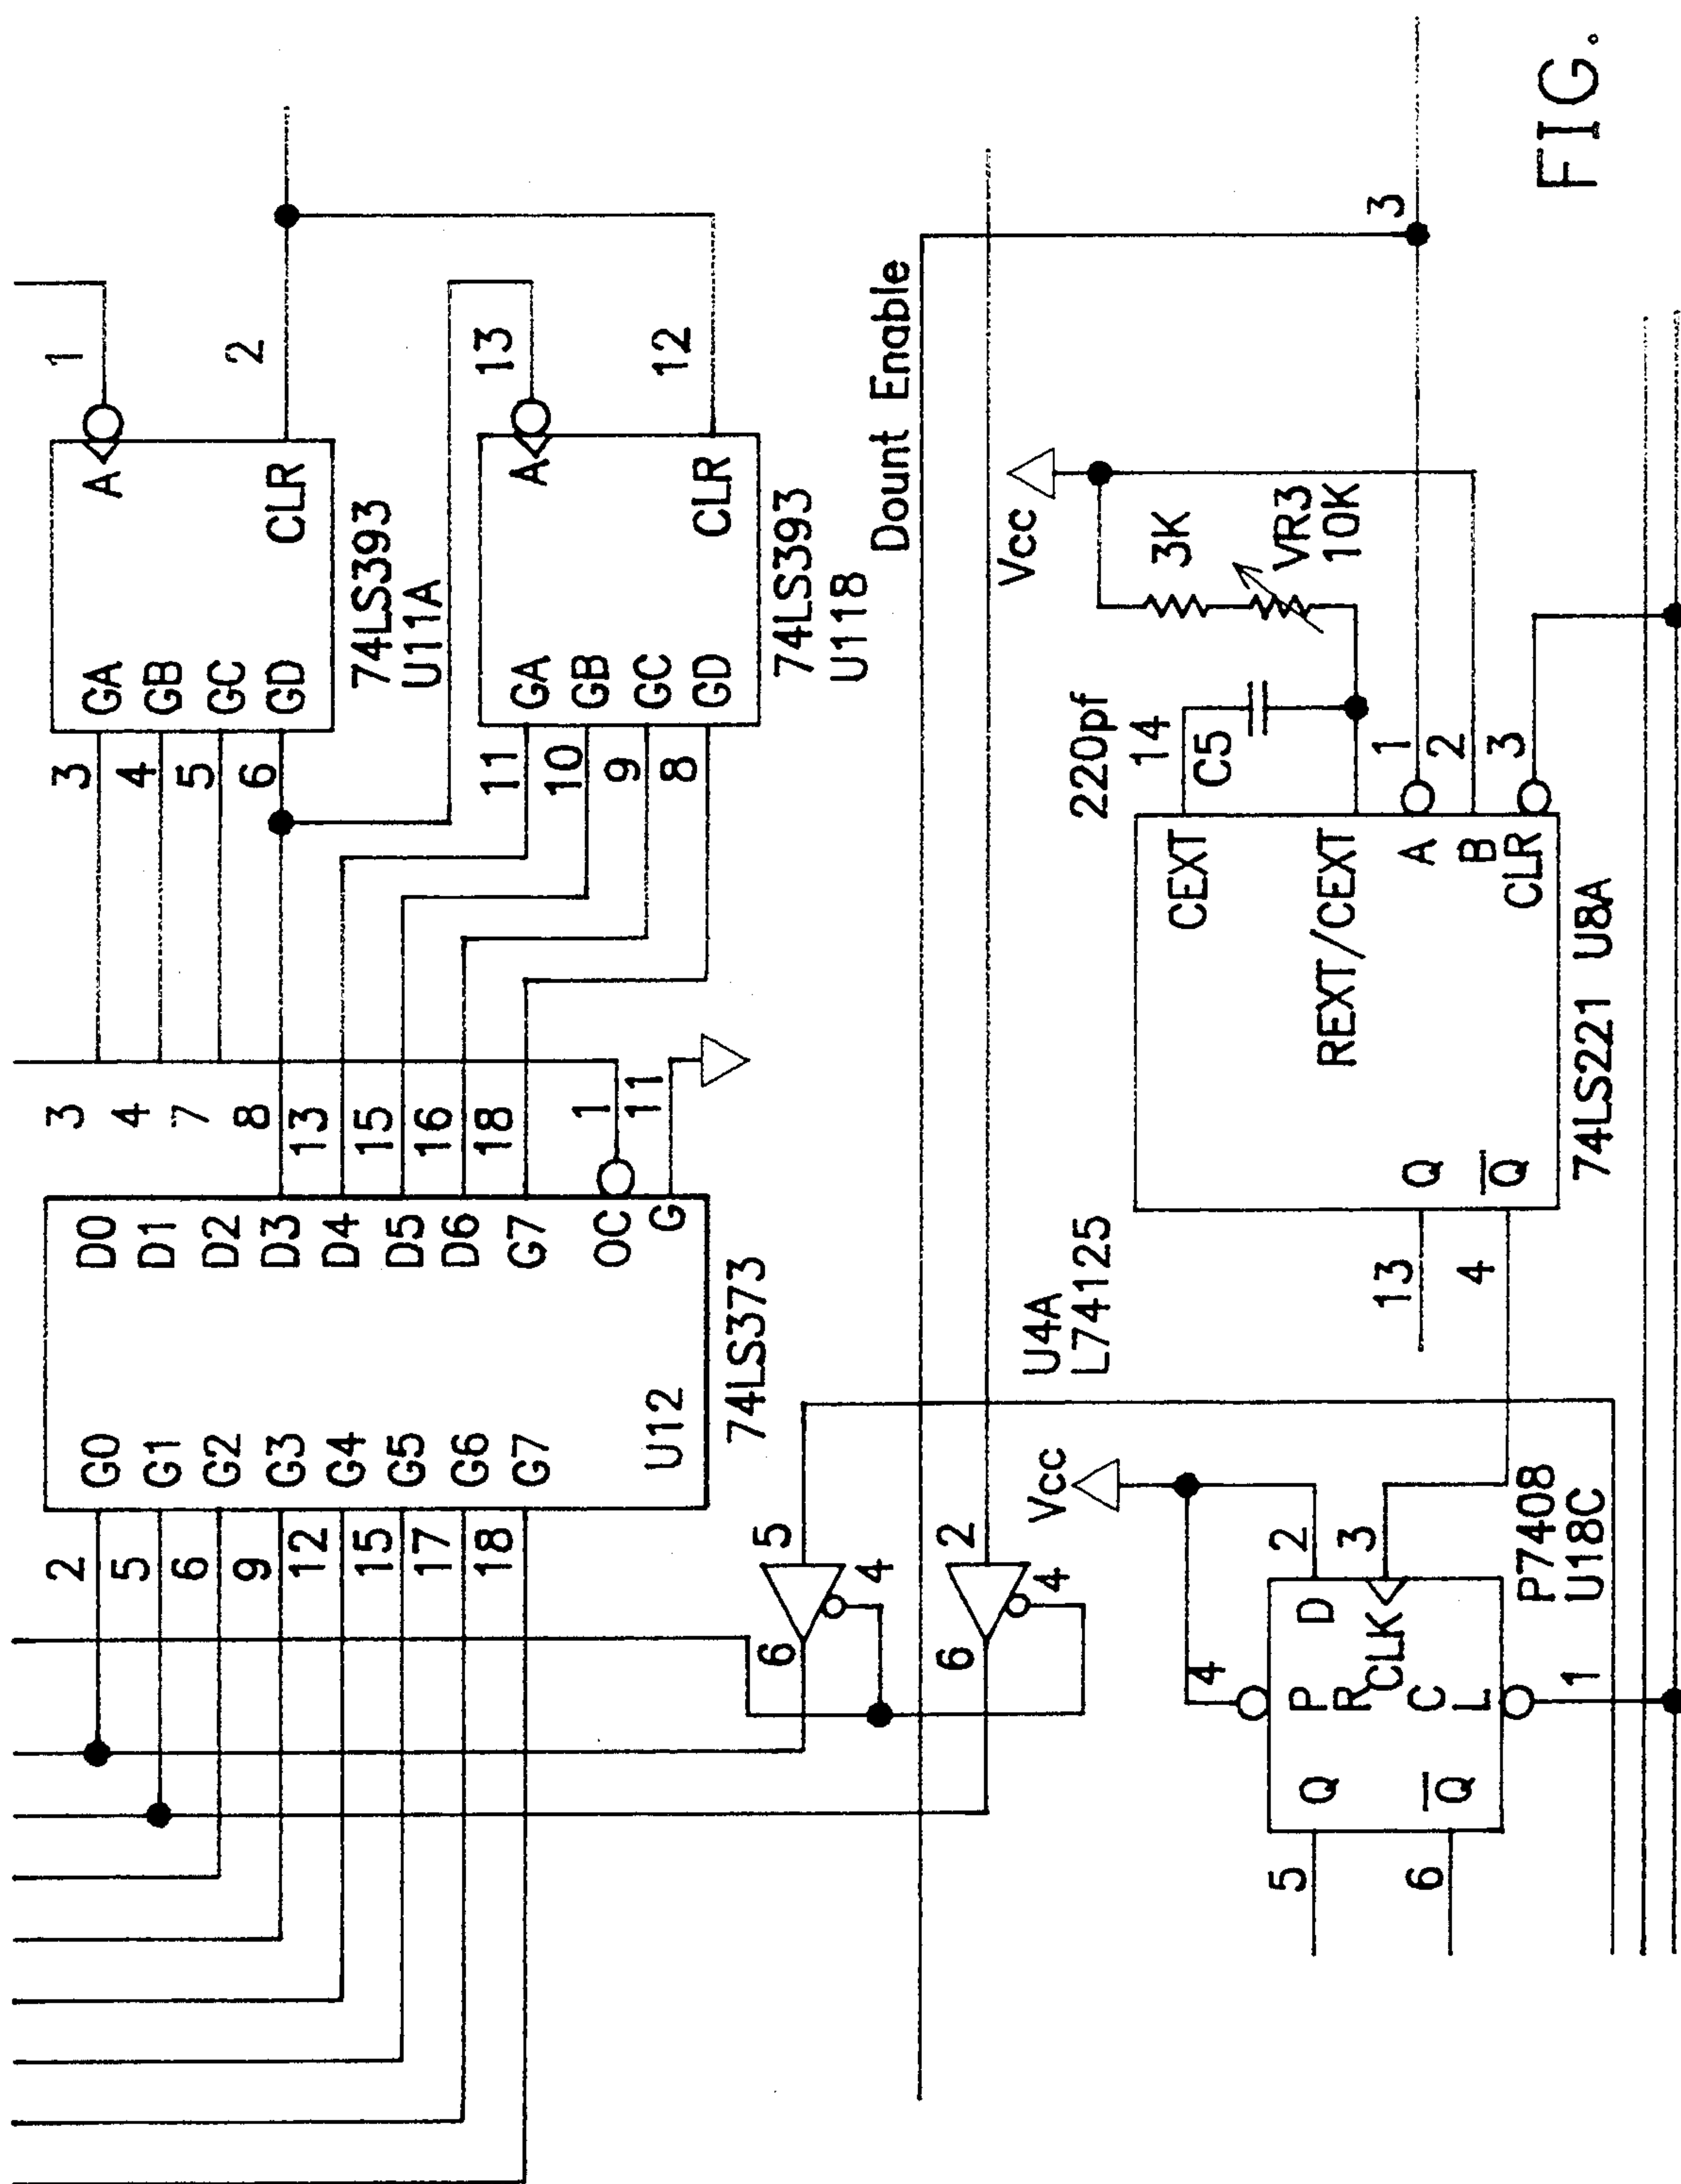 1
A
2
CLR
GA
GB
GC
GD
3
4
5
6
74LS393
U11A
13
A
12
CLR
GA
GB
GC
GD
11
10
9
8
74LS393
U118
3
4
7
8
13
15
16
18
1
11
D0
D1
D2
D3
D4
D5
D6
G7
OC
G
G0
G1
G2
G3
G4
G5
G6
G7
U12
74LS373
2
5
6
9
12
15
17
18
5
4
6
2
4
6
U4A
L74125
Dount Enable
Vcc
3K
VR3
10K
220pf
14
C5
1
2
3
3
CEXT
REXT/CEXT
A
B
CLR
Q
Q̅
74LS221 U8A
13
4
Vcc
2
3
4
D
PR
CLK
CL
Q
Q̅
1
5
6
P7408
U18C
FIG.